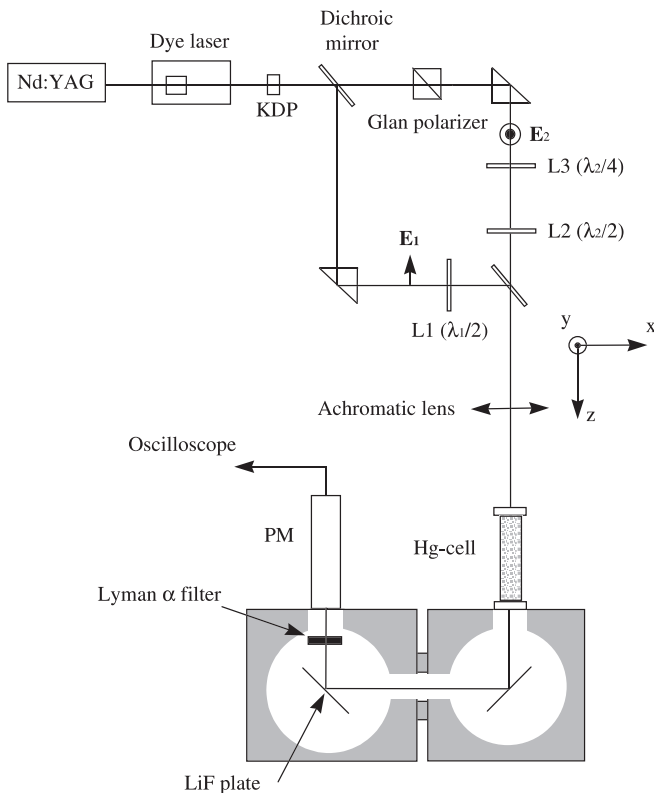 Dichroic
mirror
Dye laser
Nd:YAG
KDP
Glan polarizer
E2
L3 (λ2/4)
L2 (λ2/2)
E1
L1 (λ1/2)
y
x
z
Achromatic lens
Oscilloscope
PM
Hg-cell
Lyman α filter
LiF plate